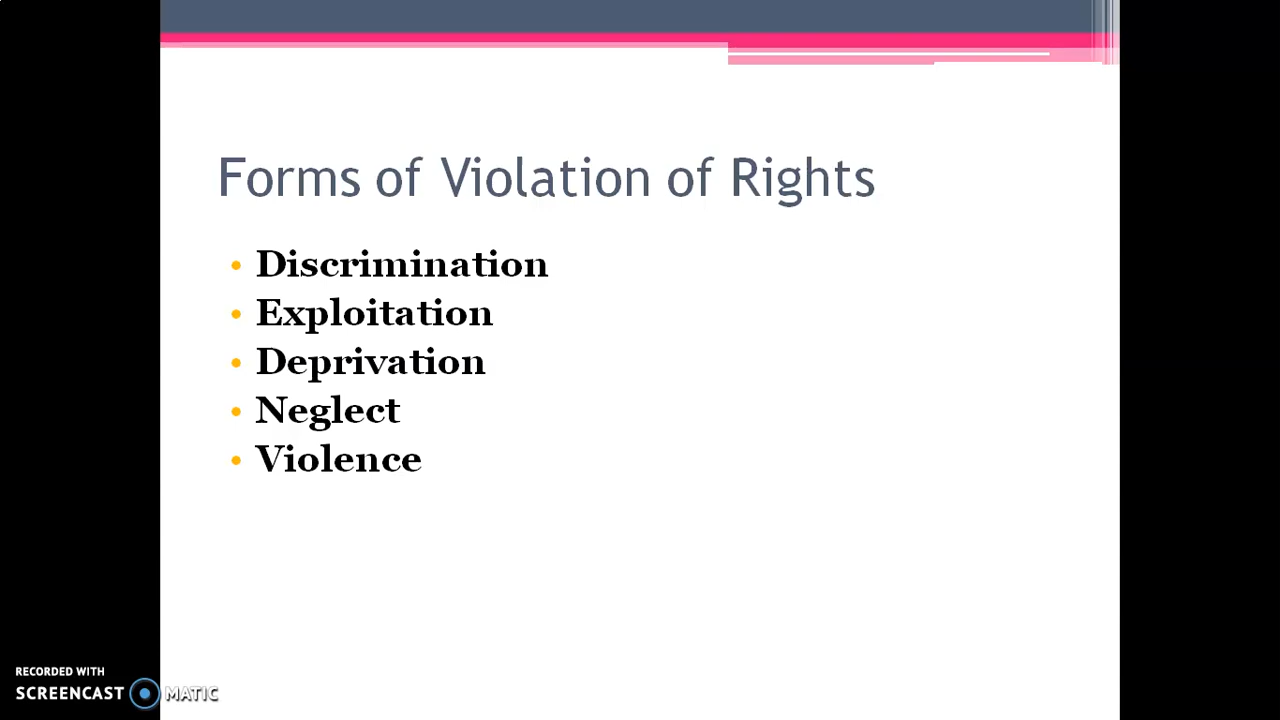 Forms of Violation of Rights
• Discrimination
• Exploitation
• Deprivation
• Neglect
• Violence
RECORDED WITH
SCREENCAST MATIC